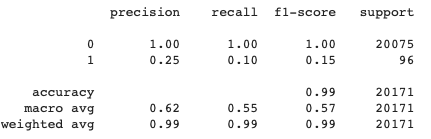 precision recall f1-score support
0 1.00 1.00 1.00 20075
1 0.25 0.10 0.15 96
accuracy 0.99 20171
macro avg 0.62 0.55 0.57 20171
weighted avg 0.99 0.99 0.99 20171